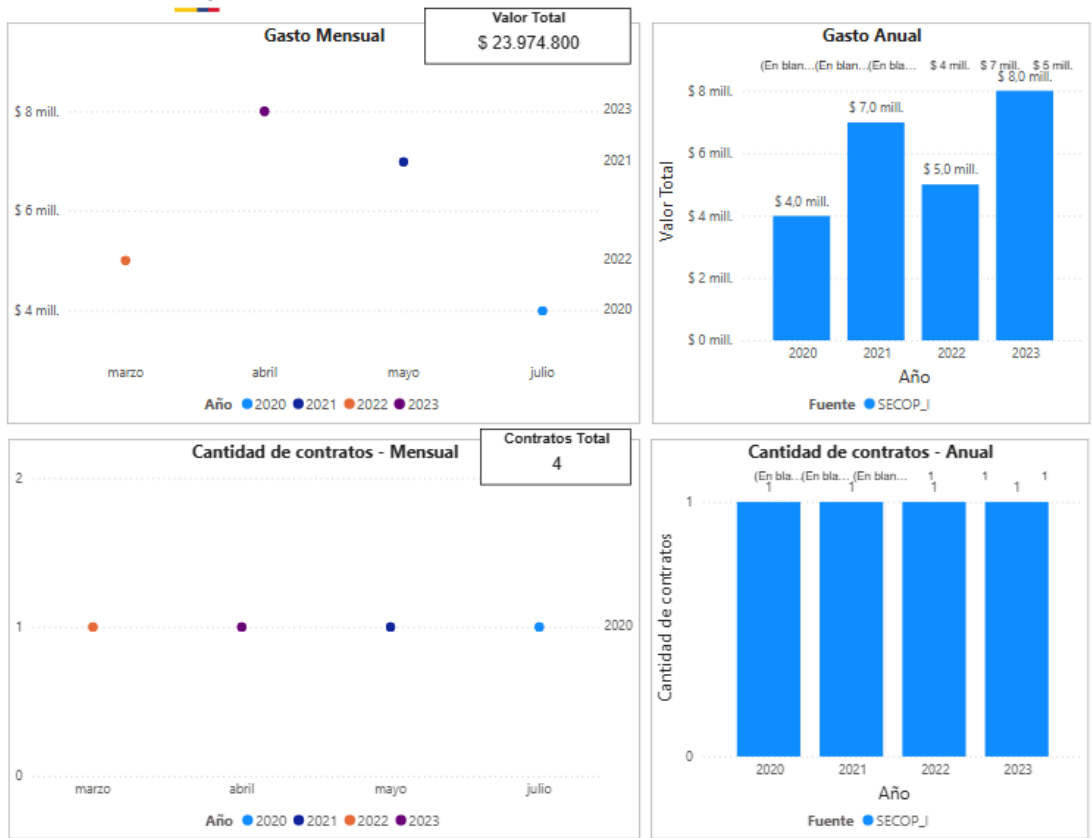 Gasto Mensual
Valor Total
$ 23.974.800
$ 8 mill.
$ 6 mill.
$ 4 mill.
2023
2021
2022
2020
marzo abril mayo julio
Año 2020 2021 2022 2023
Gasto Anual
(En blan... (En blan... (En bla... $ 4 mill. $ 7 mill. $ 5 mill.
$ 8,0 mill.
$ 7,0 mill.
$ 5,0 mill.
$ 4,0 mill.
Valor Total
$ 8 mill.
$ 6 mill.
$ 4 mill.
$ 2 mill.
$ 0 mill.
2020 2021 2022 2023
Año
Fuente SECOP_I
Cantidad de contratos - Mensual
Contratos Total
4
2
1
0
2020
marzo abril mayo julio
Año 2020 2021 2022 2023
Cantidad de contratos - Anual
(En bla... (En bla... (En blan... 1 1 1
1 1 1 1
Cantidad de contratos
1
0
2020 2021 2022 2023
Año
Fuente SECOP_I